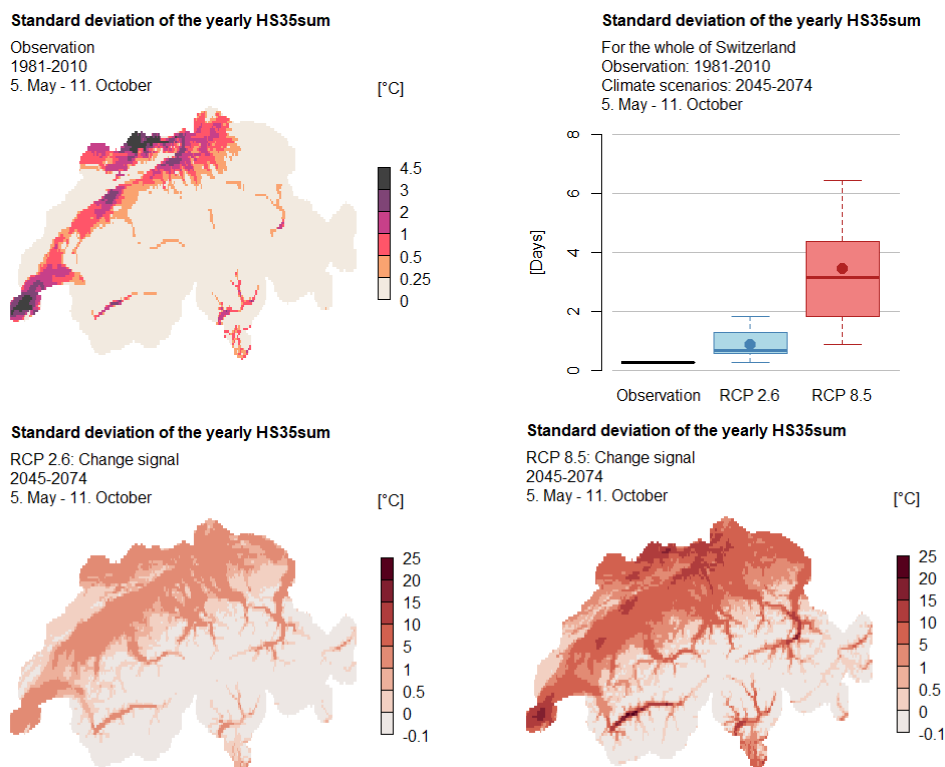 Standard deviation of the yearly HS35sum
Observation
1981-2010
5. May - 11. October
[°C]
4.5
3
2
1
0.5
0.25
0
Standard deviation of the yearly HS35sum
For the whole of Switzerland
Observation: 1981-2010
Climate scenarios: 2045-2074
5. May - 11. October
[Days]
8
6
4
2
0
Observation
RCP 2.6
RCP 8.5
Standard deviation of the yearly HS35sum
RCP 2.6: Change signal
2045-2074
5. May - 11. October
[°C]
25
20
15
10
5
1
0.5
0
-0.1
Standard deviation of the yearly HS35sum
RCP 8.5: Change signal
2045-2074
5. May - 11. October
[°C]
25
20
15
10
5
1
0.5
0
-0.1